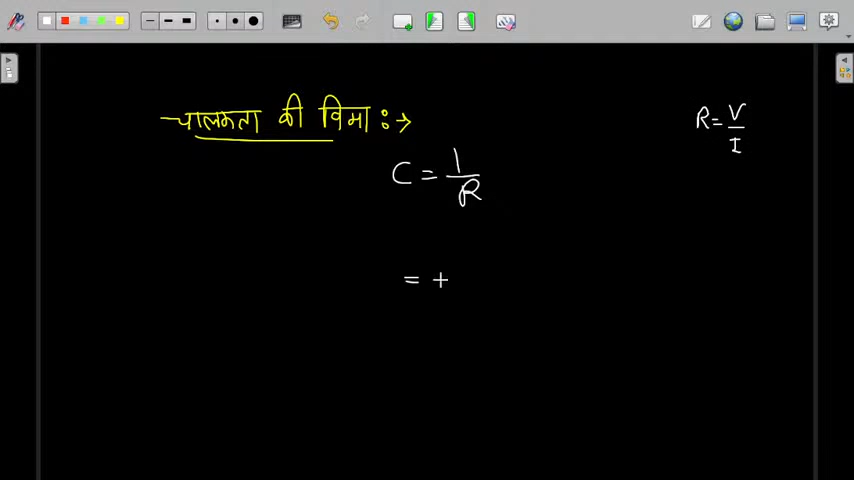 चालकता की विमा :→
R = V/I
C = 1/R
= +